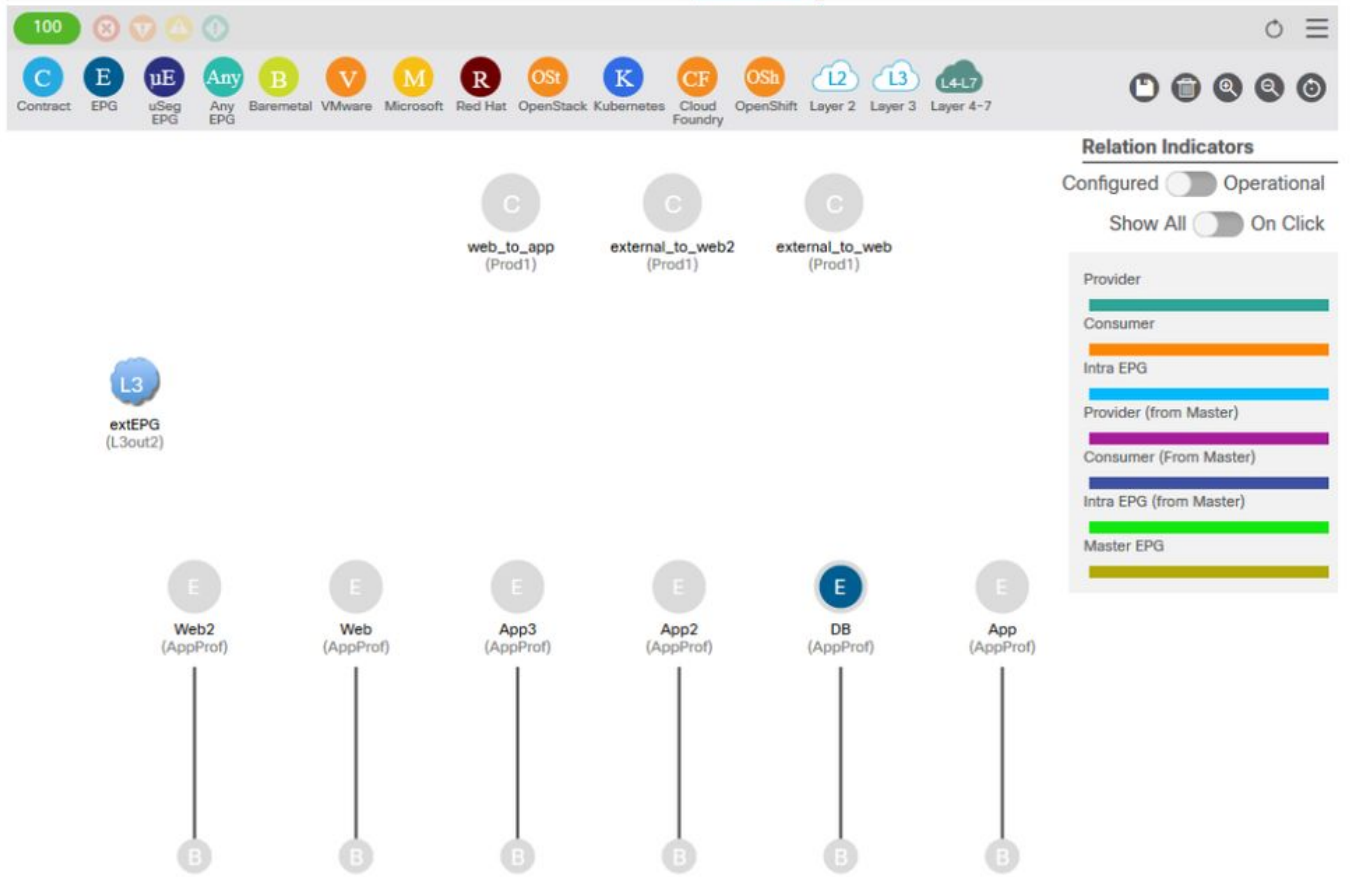 100
C E µE Any B V M R OSt K CF OSh L2 L3 L4-L7
Contract EPG uSeg EPG Any EPG Baremetal VMware Microsoft Red Hat OpenStack Kubernetes Cloud Foundry OpenShift Layer 2 Layer 3 Layer 4-7
Relation Indicators
Configured Operational
Show All On Click
C C C
web_to_app external_to_web2 external_to_web
(Prod1) (Prod1) (Prod1)
Provider
Consumer
Intra EPG
Provider (from Master)
Consumer (From Master)
Intra EPG (from Master)
Master EPG
L3
extEPG
(L3out2)
E E E E E E
Web2 Web App3 App2 DB App
(AppProf) (AppProf) (AppProf) (AppProf) (AppProf) (AppProf)
B B B B B B